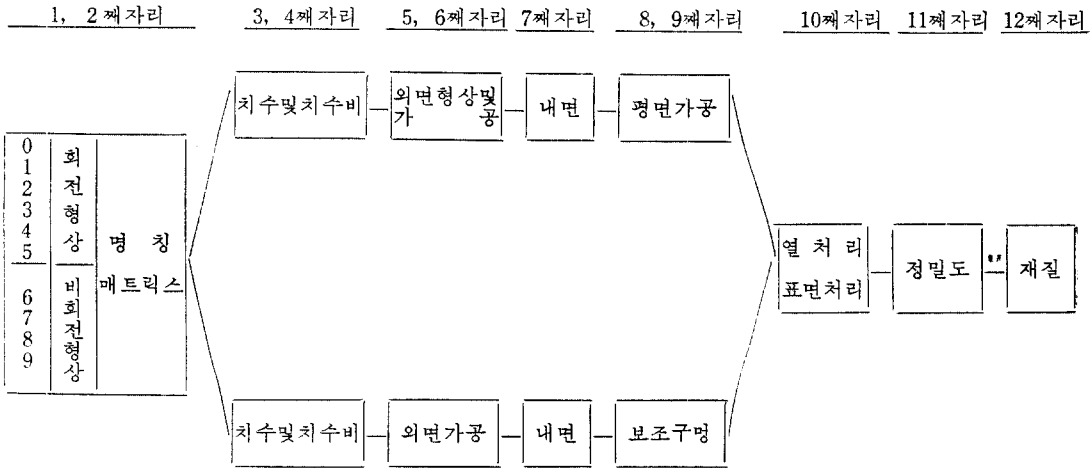 1, 2째자리 3, 4째자리 5, 6째자리 7째자리 8, 9째자리 10째자리 11째자리 12째자리
치수및치수비 외면형상및 가 공 내면 평면가공
0 1 2 3 4 5 회전형상
6 7 8 9 비회전형상
명 칭
매트릭스
열 처 리
표면처리
정밀도
재질
치수및치수비 외면가공 내면 보조구멍